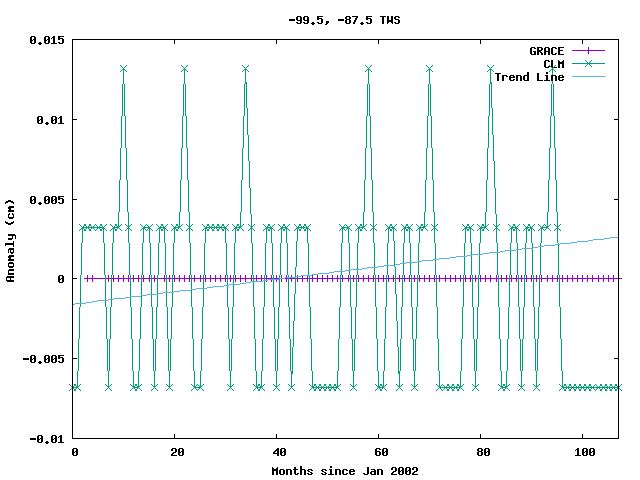 -99.5, -87.5 TWS
GRACE
CLM
Trend Line
0.015
0.01
0.005
0
-0.005
-0.01
Anomaly (cm)
0 20 40 60 80 100
Months since Jan 2002